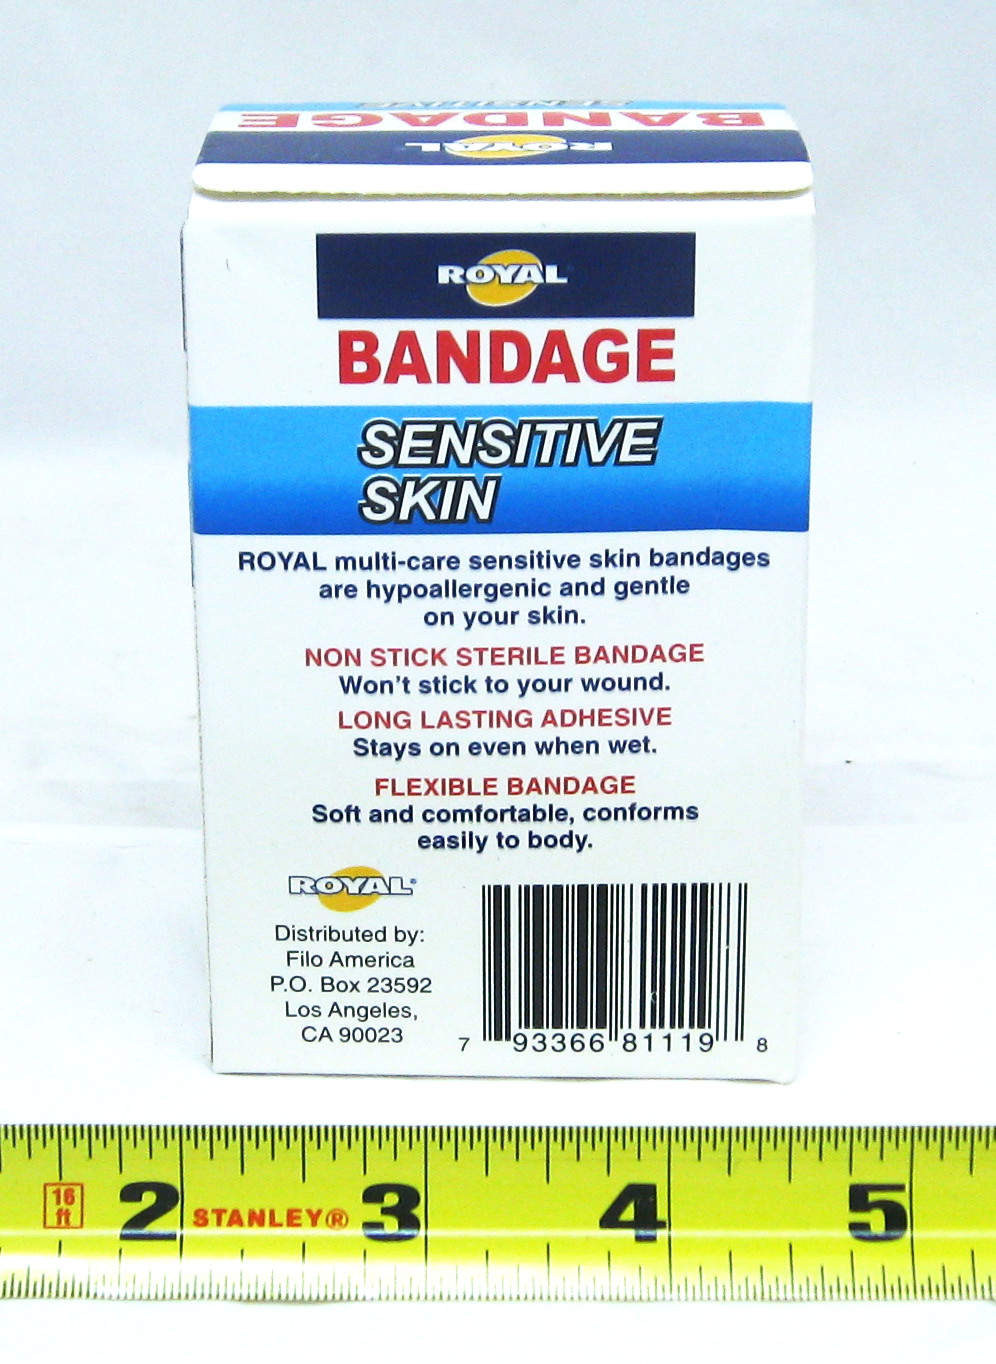 SENSITIVE
BANDAGE
ROYAL
ROYAL
BANDAGE
SENSITIVE
SKIN
ROYAL multi-care sensitive skin bandages
are hypoallergenic and gentle
on your skin.
NON STICK STERILE BANDAGE
Won't stick to your wound.
LONG LASTING ADHESIVE
Stays on even when wet.
FLEXIBLE BANDAGE
Soft and comfortable, conforms
easily to body.
ROYAL®
Distributed by:
Filo America
P.O. Box 23592
Los Angeles,
CA 90023
7 93366 81119 8
16 ft 2 STANLEY® 3 4 5